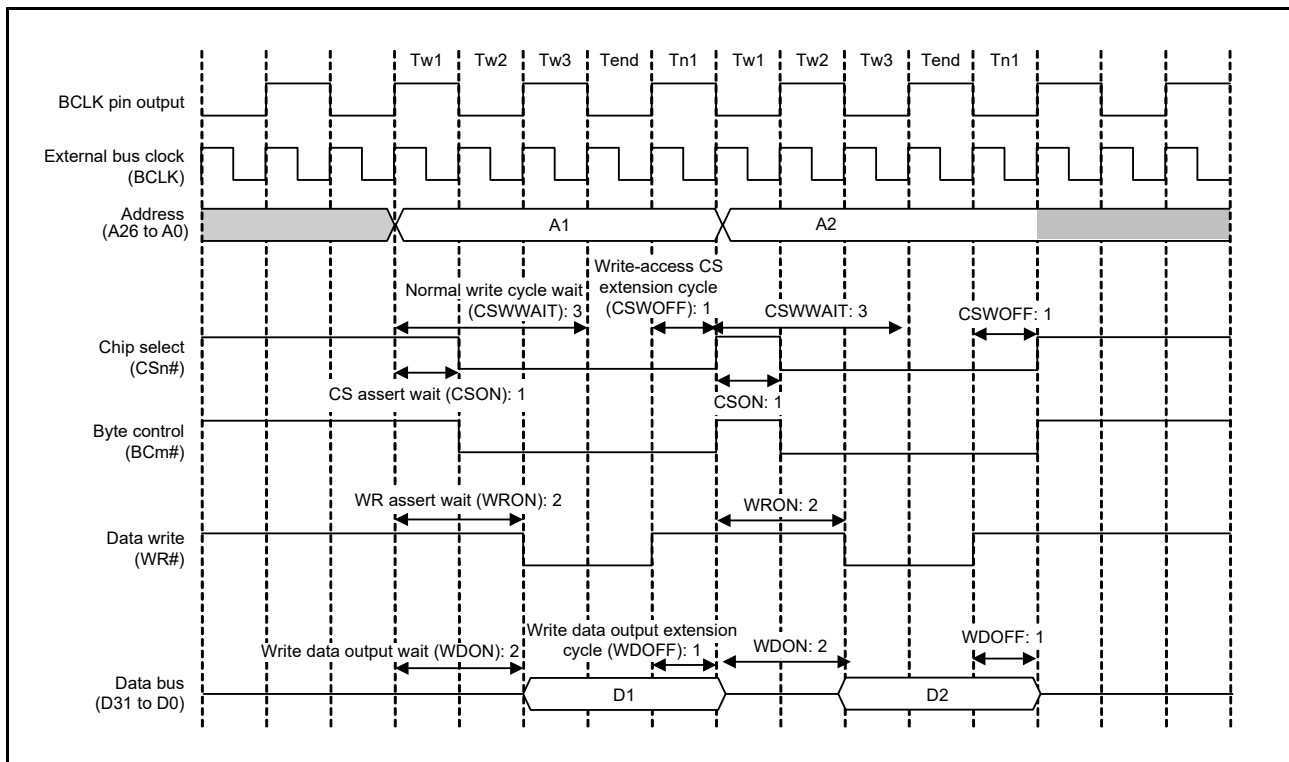 Tw1 Tw2 Tw3 Tend Tn1 Tw1 Tw2 Tw3 Tend Tn1
BCLK pin output
External bus clock
(BCLK)
Address
(A26 to A0)
A1 A2
Write-access CS
extension cycle
(CSWOFF): 1
Normal write cycle wait
(CSWWAIT): 3
CSWWAIT: 3
CSWOFF: 1
Chip select
(CSn#)
CS assert wait (CSON): 1
CSON: 1
Byte control
(BCm#)
WR assert wait (WRON): 2
WRON: 2
Data write
(WR#)
Write data output extension
cycle (WDOFF): 1
Write data output wait (WDON): 2
WDON: 2
WDOFF: 1
Data bus
(D31 to D0)
D1 D2